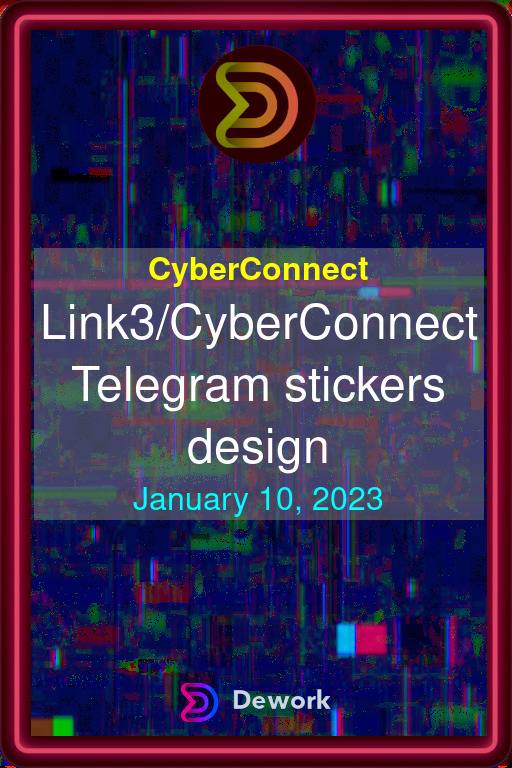 CyberConnect
Link3/CyberConnect
Telegram stickers
design
January 10, 2023
Dework